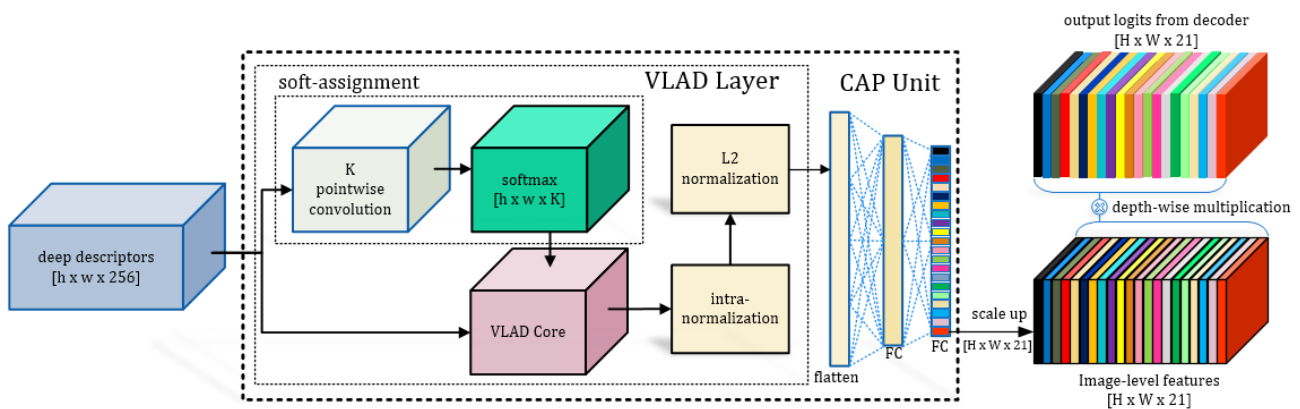 deep descriptors
[h x w x 256]
soft-assignment
K
pointwise
convolution
softmax
[h x w x K]
VLAD Core
VLAD Layer
L2
normalization
intra-
normalization
CAP Unit
flatten
FC
FC
scale up
[H x W x 21]
output logits from decoder
[H x W x 21]
⊗ depth-wise multiplication
Image-level features
[H x W x 21]